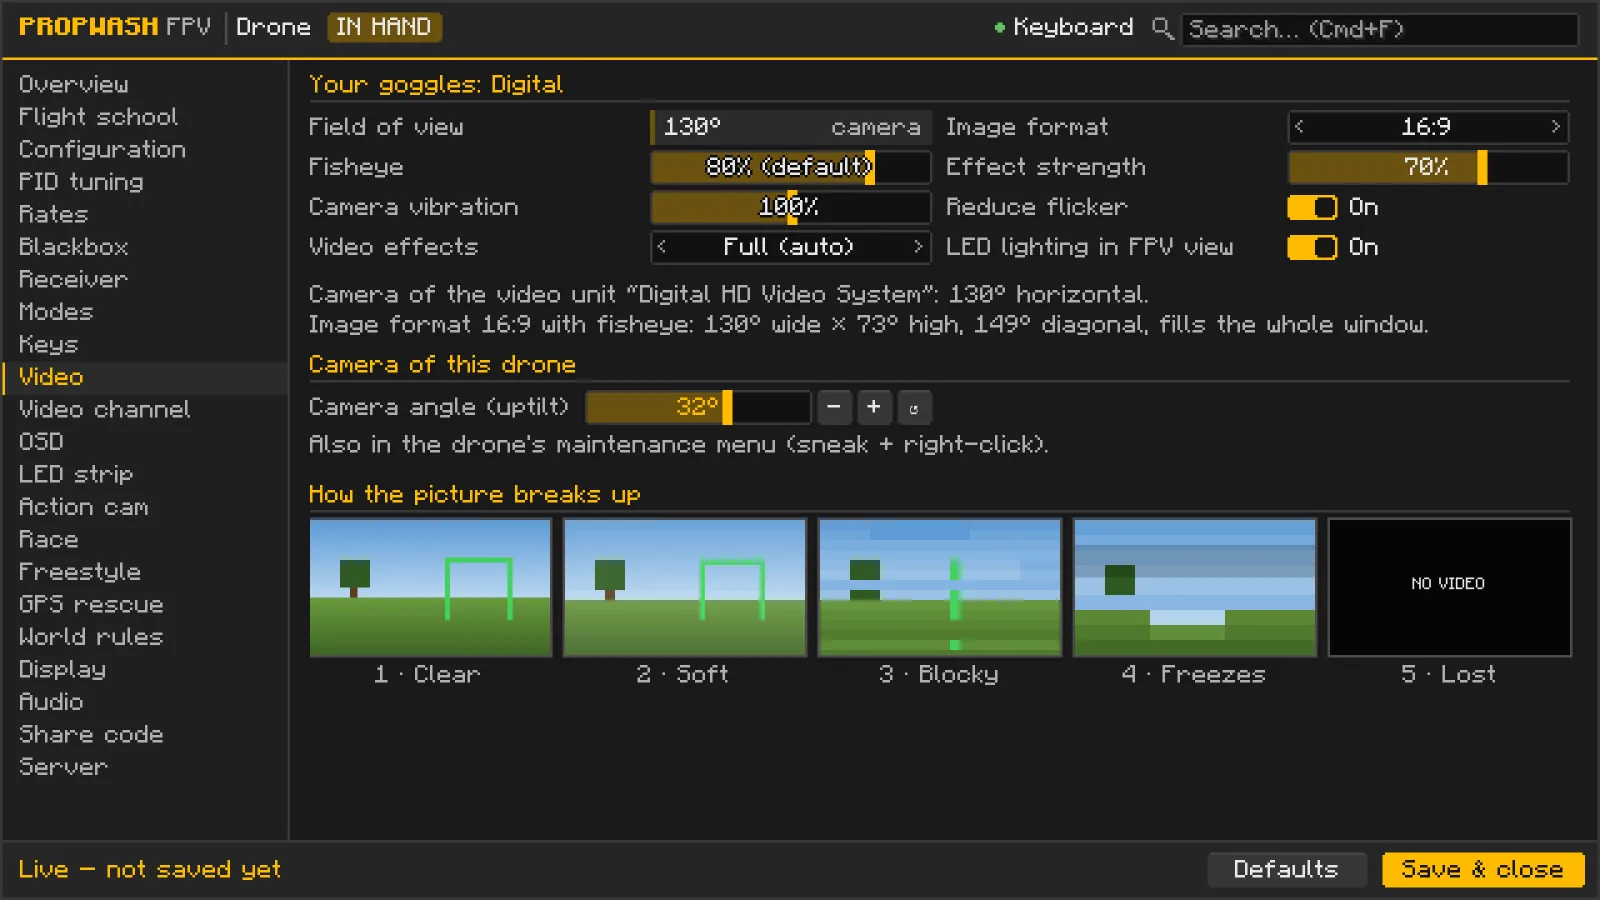 PROPWASH FPV Drone IN HAND
Keyboard Search... (Cmd+F)
Overview
Flight school
Configuration
PID tuning
Rates
Blackbox
Receiver
Modes
Keys
Video
Video channel
OSD
LED strip
Action cam
Race
Freestyle
GPS rescue
World rules
Display
Audio
Share code
Server
Your goggles: Digital
Field of view 130° camera Image format < 16:9 >
Fisheye 80% (default) Effect strength 70%
Camera vibration 100% Reduce flicker On
Video effects < Full (auto) > LED lighting in FPV view On
Camera of the video unit "Digital HD Video System": 130° horizontal.
Image format 16:9 with fisheye: 130° wide × 73° high, 149° diagonal, fills the whole window.
Camera of this drone
Camera angle (uptilt) 32° − + ↺
Also in the drone's maintenance menu (sneak + right-click).
How the picture breaks up
NO VIDEO
1 · Clear 2 · Soft 3 · Blocky 4 · Freezes 5 · Lost
Live – not saved yet Defaults Save & close